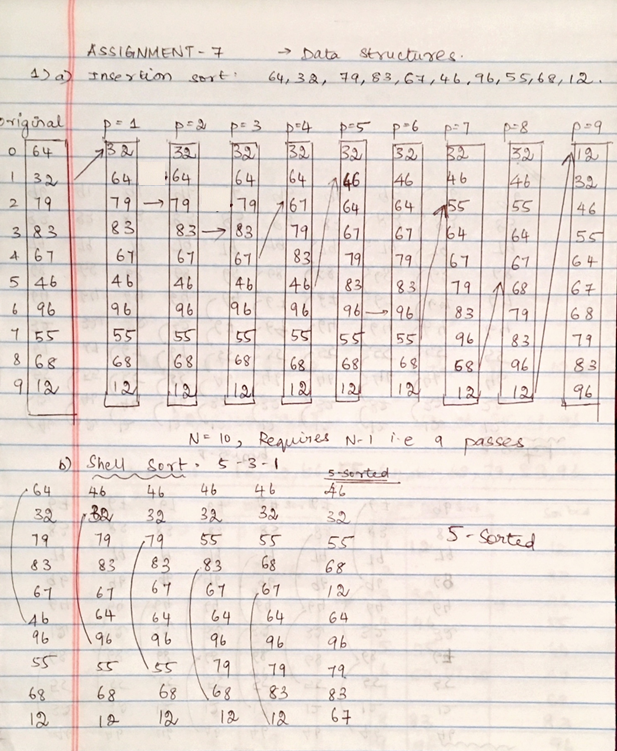 ASSIGNMENT - 7 → Data structures.
1) a) Insertion sort: 64, 32, 79, 83, 67, 46, 96, 55, 68, 12.
original p=1 p=2 p=3 p=4 p=5 p=6 p=7 p=8 p=9
0 64 32 32 32 32 32 32 32 32 12
1 32 64 64 64 64 46 46 46 46 32
2 79 79 → 79 79 67 64 64 55 55 46
3 83 83 83 → 83 79 67 67 64 64 55
4 67 67 67 67 83 79 79 67 67 64
5 46 46 46 46 46 83 83 79 68 67
6 96 96 96 96 96 96 → 96 83 79 68
7 55 55 55 55 55 55 55 96 83 79
8 68 68 68 68 68 68 68 68 96 83
9 12 12 12 12 12 12 12 12 12 96
N=10, Requires N-1 i.e 9 passes
b) Shell Sort. 5-3-1
5-sorted
64 46 46 46 46 46
32 32 32 32 32 32
79 79 79 55 55 55 5-Sorted
83 83 83 83 68 68
67 67 67 67 67 12
46 64 64 64 64 64
96 96 96 96 96 96
55 55 55 79 79 79
68 68 68 68 83 83
12 12 12 12 12 67